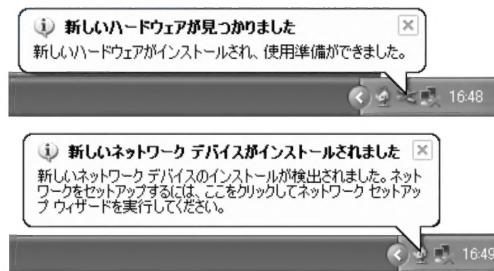 新しいハードウェアが見つかりました
新しいハードウェアがインストールされ、使用準備ができました。
16:48
新しいネットワーク デバイスがインストールされました
新しいネットワーク デバイスのインストールが検出されました。ネット
ワークをセットアップするには、ここをクリックしてネットワーク セットアッ
プ ウィザードを実行してください。
16:49